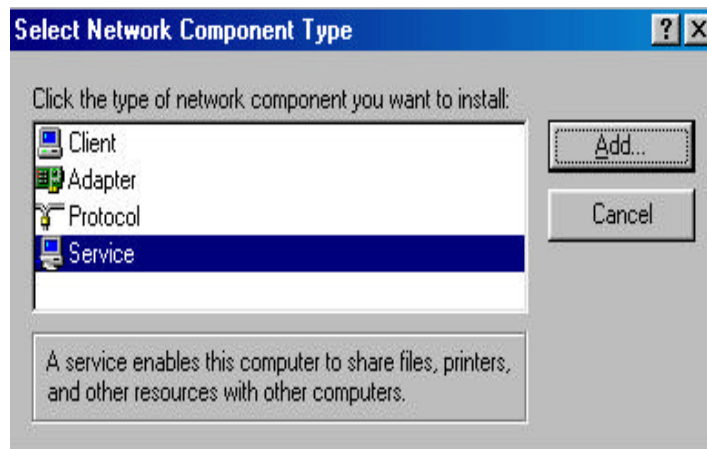 Select Network Component Type
Click the type of network component you want to install:
Client
Adapter
Protocol
Service
Add...
Cancel
A service enables this computer to share files, printers,
and other resources with other computers.